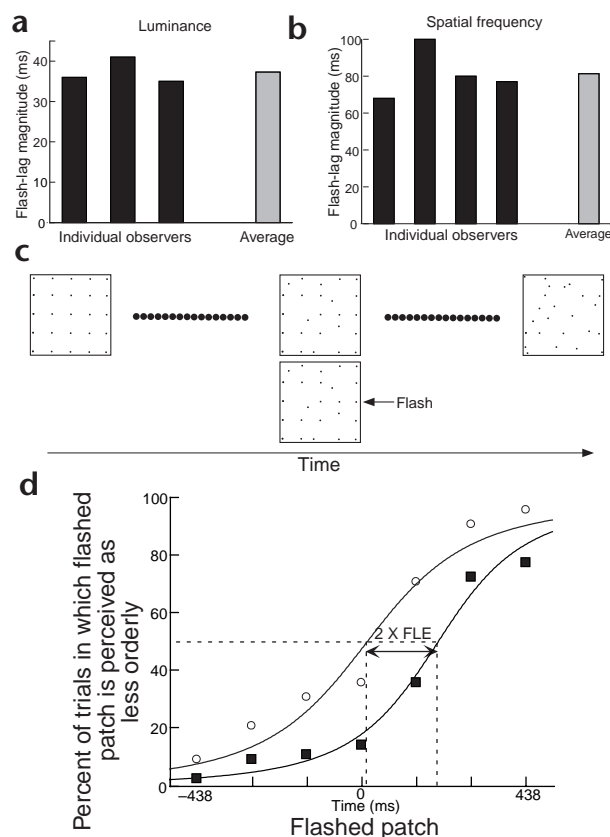 a
Luminance
Flash-lag magnitude (ms)
40
30
20
10
0
Individual observers
Average
b
Spatial frequency
Flash-lag magnitude (ms)
100
80
60
40
20
0
Individual observers
Average
c
Flash
Time
d
Percent of trials in which flashed
patch is perceived as
less orderly
100
80
60
40
20
0
2 X FLE
−438
0
438
Time (ms)
Flashed patch